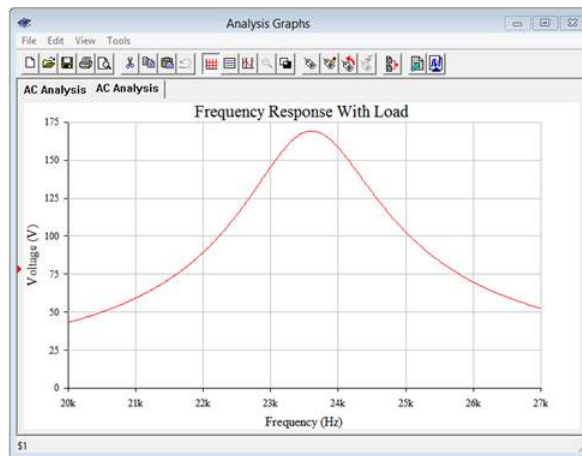 Analysis Graphs
File Edit View Tools
AC Analysis AC Analysis
Frequency Response With Load
175
150
125
100
75
50
25
0
Voltage (V)
20k 21k 22k 23k 24k 25k 26k 27k
Frequency (Hz)
$1